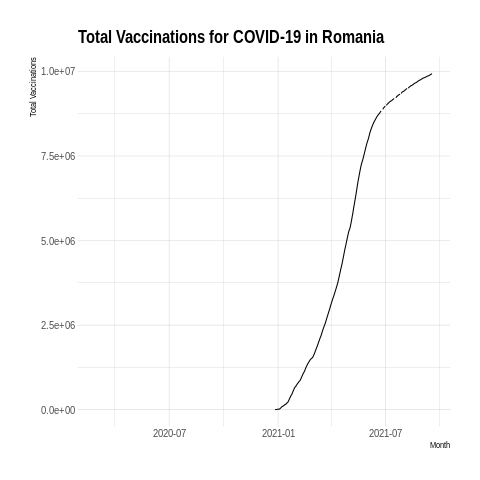 Total Vaccinations for COVID-19 in Romania
Total Vaccinations
1.0e+07
7.5e+06
5.0e+06
2.5e+06
0.0e+00
2020-07
2021-01
2021-07
Month